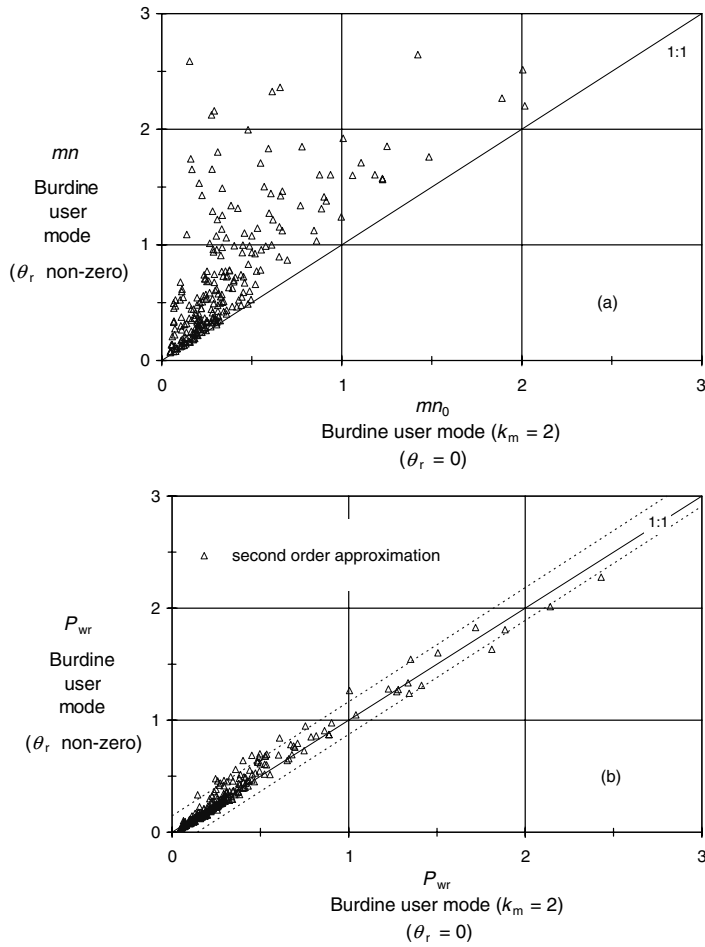 3
1:1
2
mn
Burdine
user
mode
1
(θr non-zero)
(a)
0
0 1 2 3
mn0
Burdine user mode (km = 2)
(θr = 0)
3
1:1
second order approximation
2
Pwr
Burdine
user
mode
1
(θr non-zero)
(b)
0
0 1 2 3
Pwr
Burdine user mode (km = 2)
(θr = 0)